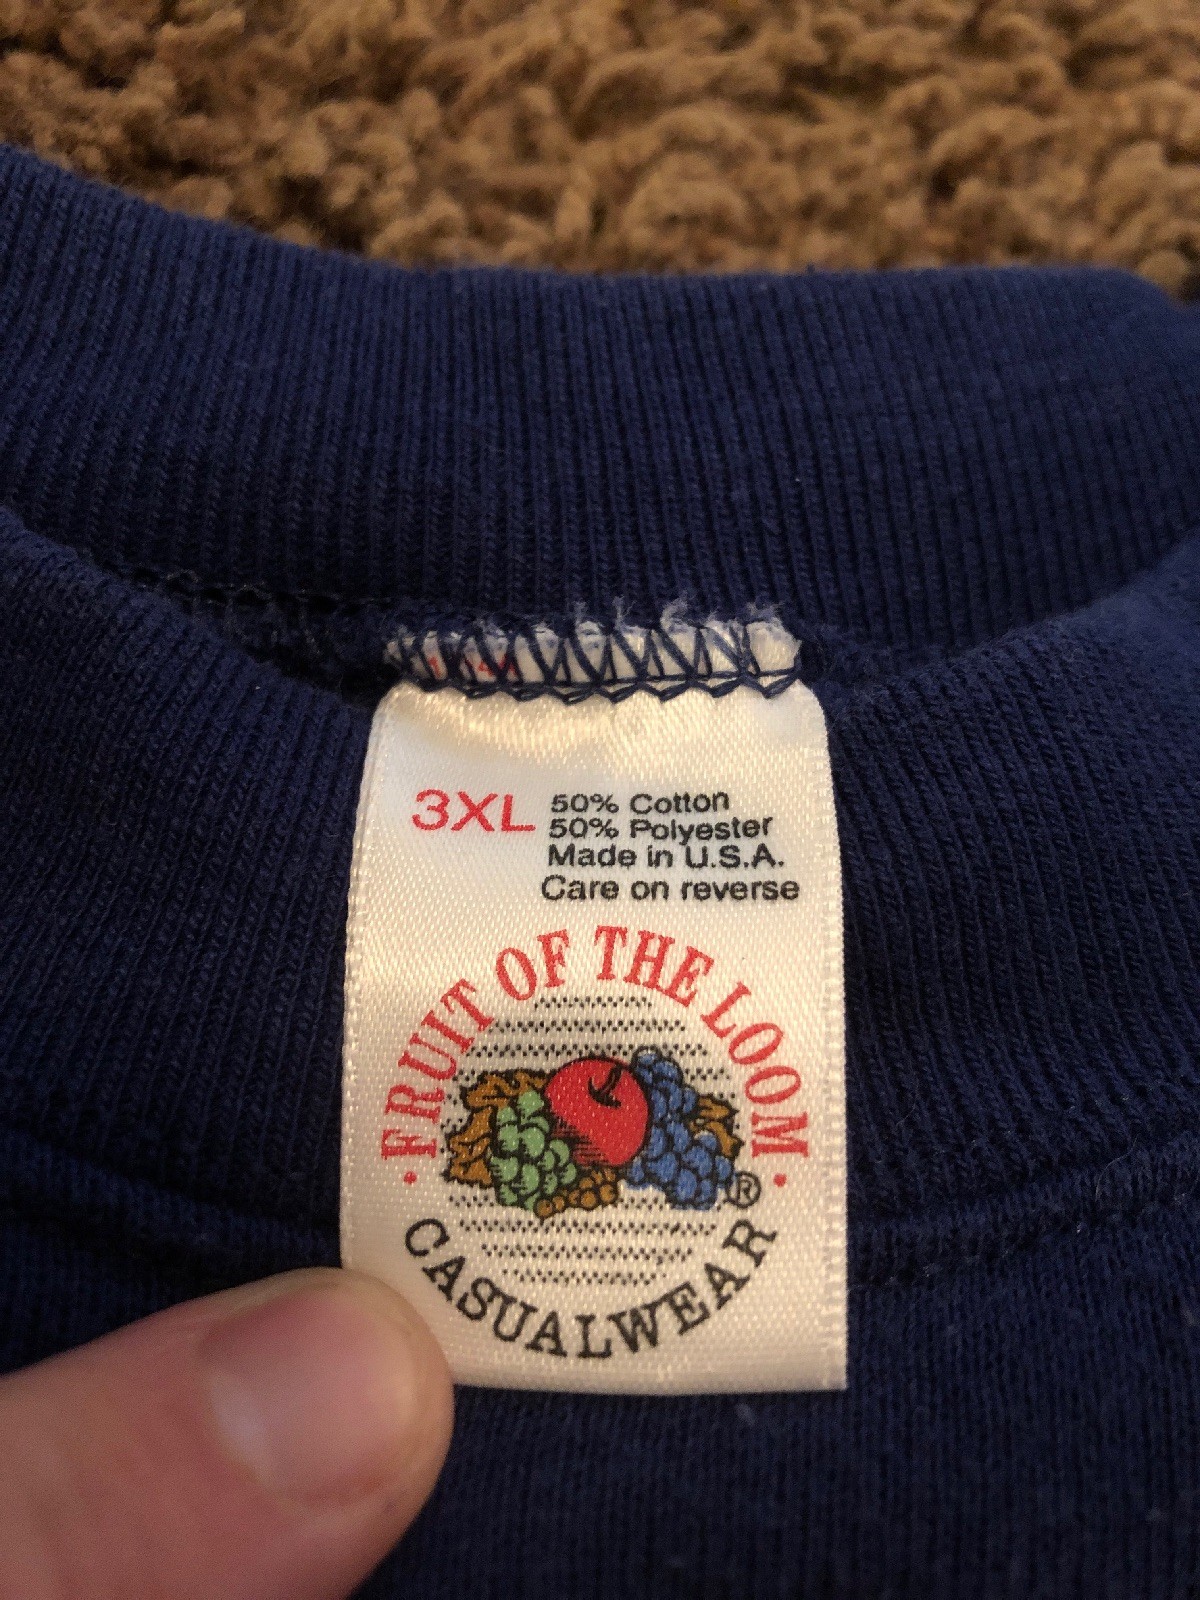 3XL
50% Cotton
50% Polyester
Made in U.S.A.
Care on reverse
· FRUIT OF THE LOOM ·
®
CASUALWEAR